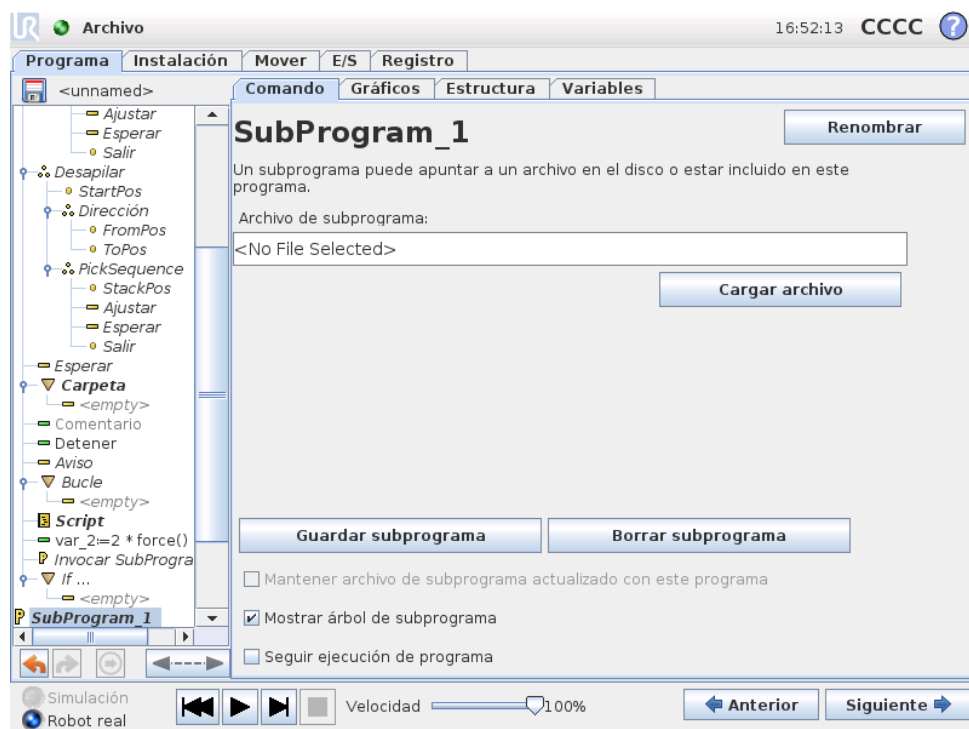 UR Archivo 16:52:13 CCCC ?
Programa Instalación Mover E/S Registro
<unnamed>
Comando Gráficos Estructura Variables
Ajustar
Esperar
Salir
Desapilar
StartPos
Dirección
FromPos
ToPos
PickSequence
StackPos
Ajustar
Esperar
Salir
Esperar
Carpeta
<empty>
Comentario
Detener
Aviso
Bucle
<empty>
Script
var_2:=2 * force()
P Invocar SubProgra
If ...
<empty>
P SubProgram_1
SubProgram_1
Renombrar
Un subprograma puede apuntar a un archivo en el disco o estar incluido en este
programa.
Archivo de subprograma:
<No File Selected>
Cargar archivo
Guardar subprograma Borrar subprograma
Mantener archivo de subprograma actualizado con este programa
Mostrar árbol de subprograma
Seguir ejecución de programa
Simulación
Robot real
Velocidad 100%
Anterior Siguiente